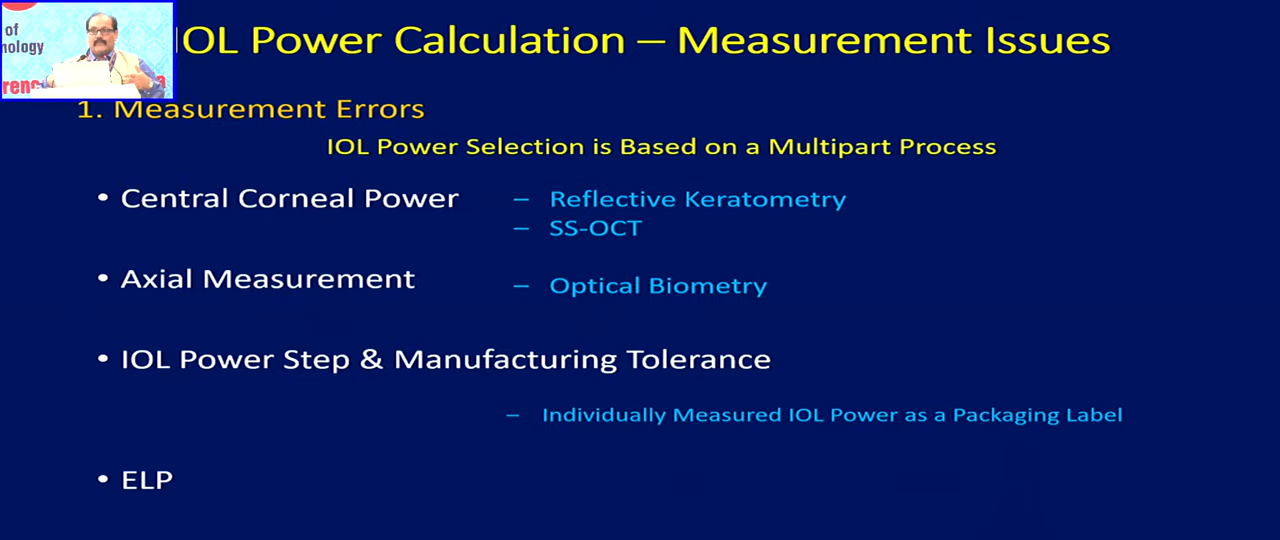 of
nology
IOL Power Calculation – Measurement Issues
1. Measurement Errors
IOL Power Selection is Based on a Multipart Process
• Central Corneal Power – Reflective Keratometry
– SS-OCT
• Axial Measurement – Optical Biometry
• IOL Power Step & Manufacturing Tolerance
– Individually Measured IOL Power as a Packaging Label
• ELP